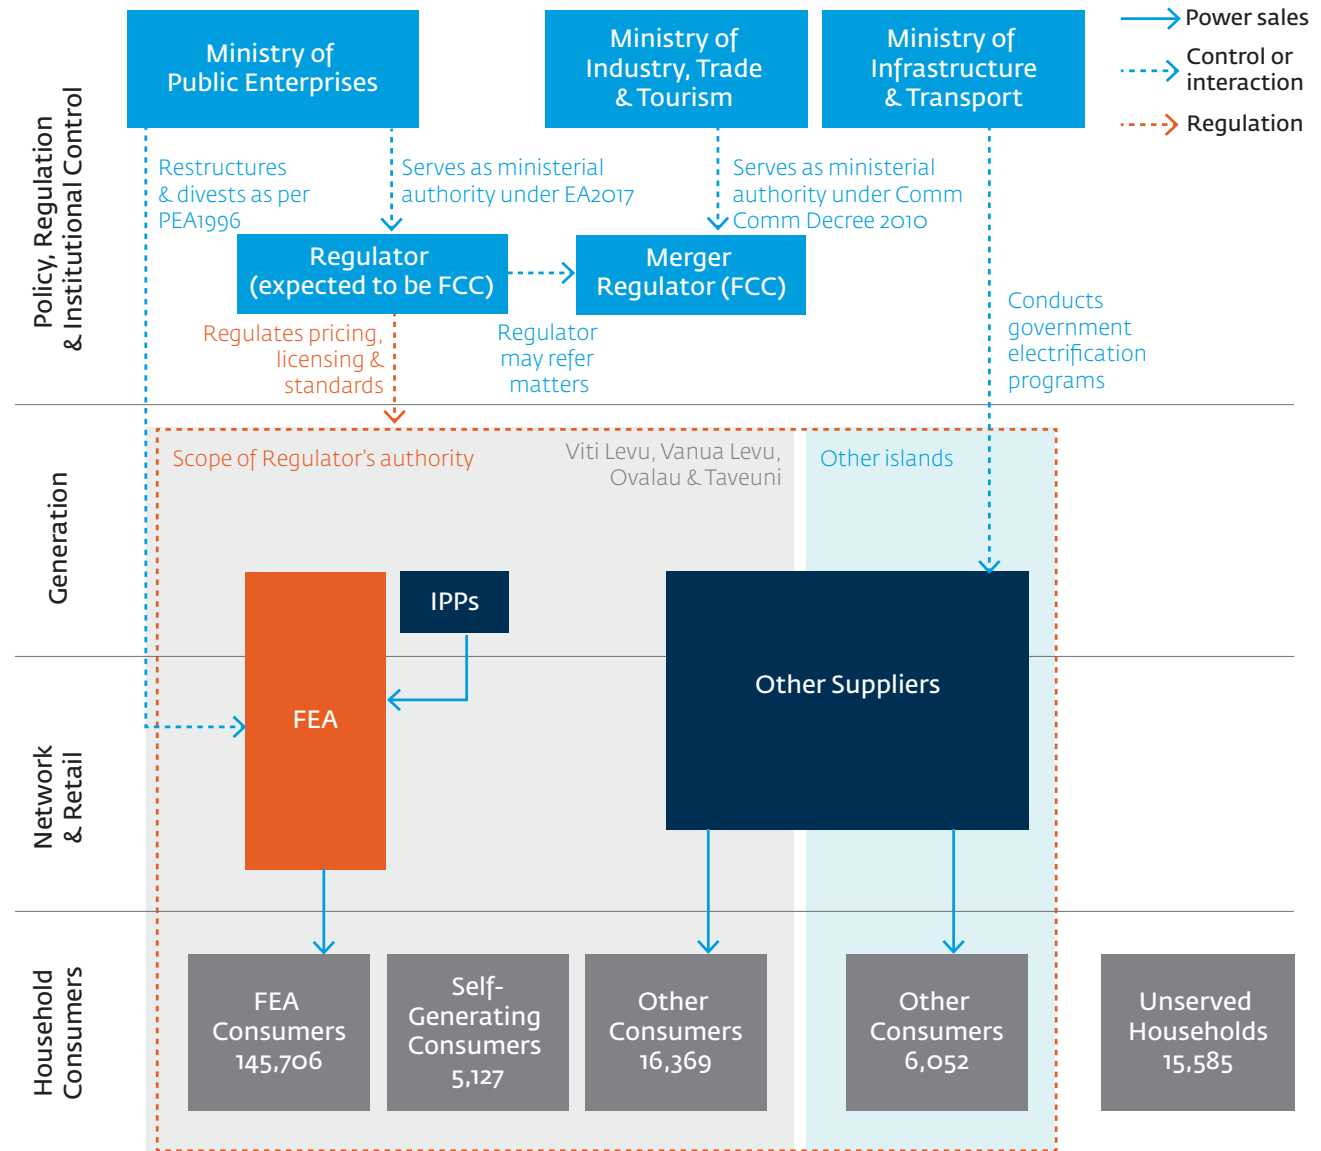 Ministry of
Public Enterprises
Ministry of
Industry, Trade
& Tourism
Ministry of
Infrastructure
& Transport
Power sales
Control or
interaction
Regulation
Policy, Regulation
& Institutional Control
Restructures
& divests as per
PEA1996
Serves as ministerial
authority under EA2017
Serves as ministerial
authority under Comm
Comm Decree 2010
Regulator
(expected to be FCC)
Merger
Regulator (FCC)
Regulates pricing,
licensing &
standards
Regulator
may refer
matters
Conducts
government
electrification
programs
Generation
Scope of Regulator's authority
Viti Levu, Vanua Levu,
Ovalau & Taveuni
Other islands
IPPs
FEA
Other Suppliers
Network
& Retail
Household
Consumers
FEA
Consumers
145,706
Self-
Generating
Consumers
5,127
Other
Consumers
16,369
Other
Consumers
6,052
Unserved
Households
15,585